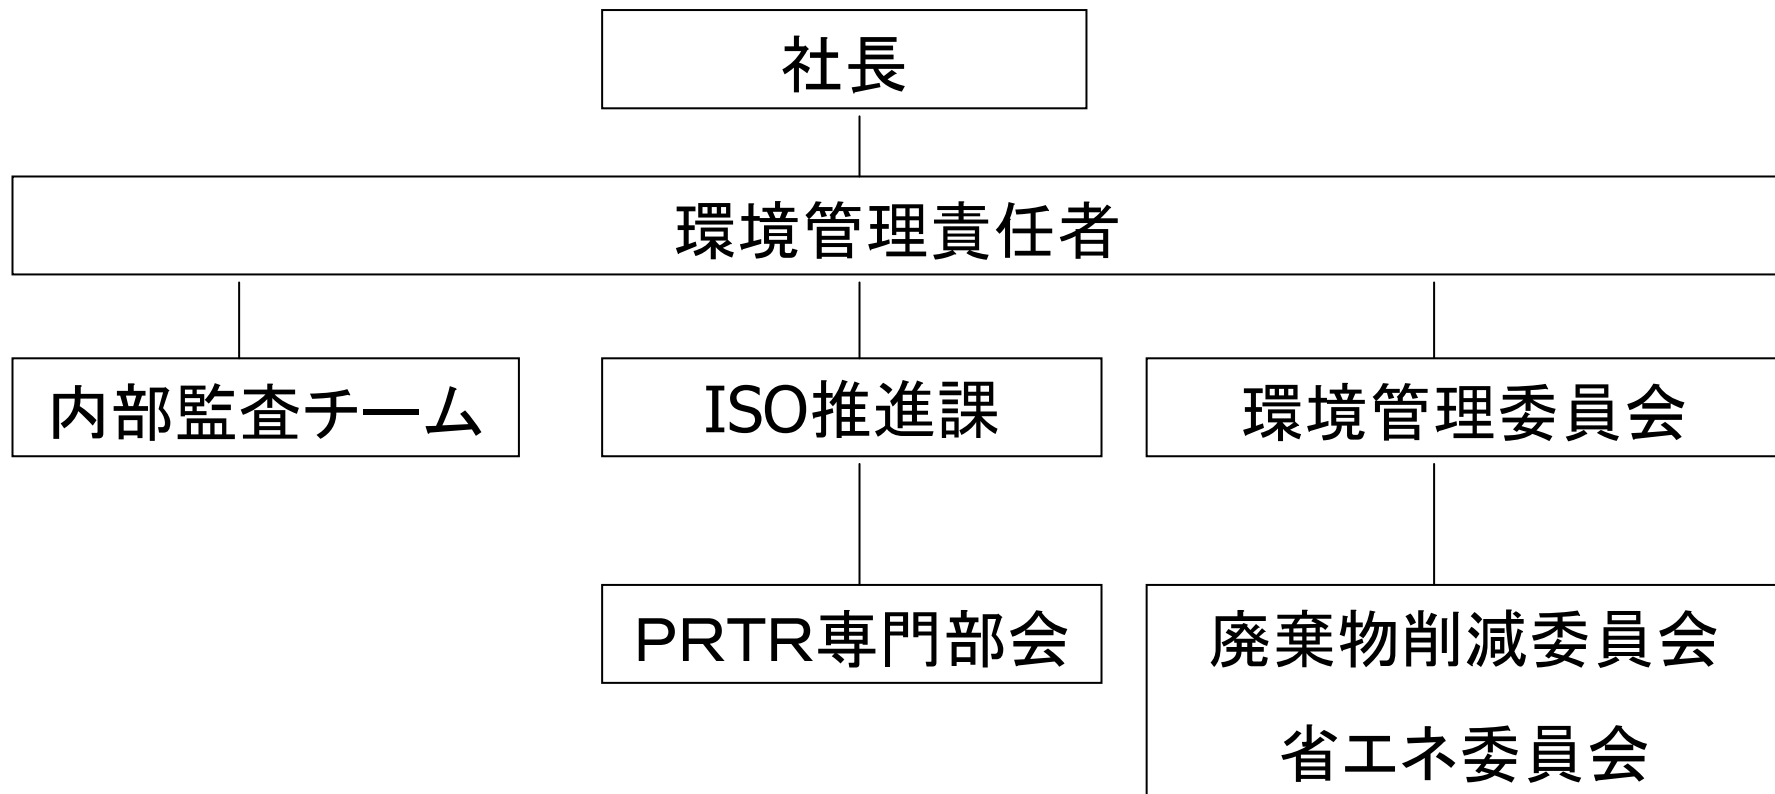 社長
環境管理責任者
内部監査チーム
ISO推進課
環境管理委員会
PRTR専門部会
廃棄物削減委員会
省エネ委員会